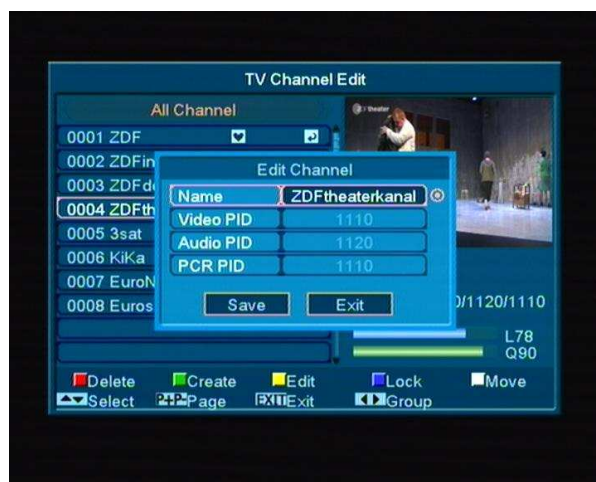 TV Channel Edit
All Channel
0001 ZDF
0002 ZDFin
0003 ZDFd
0004 ZDFth
0005 3sat
0006 KiKa
0007 EuroN
0008 Euros
theater
Edit Channel
Name ZDFtheaterkanal
Video PID 1110
Audio PID 1120
PCR PID 1110
Save Exit
0/1120/1110
L78
Q90
Delete Create Edit Lock Move
Select P+P- Page EXIT Exit Group